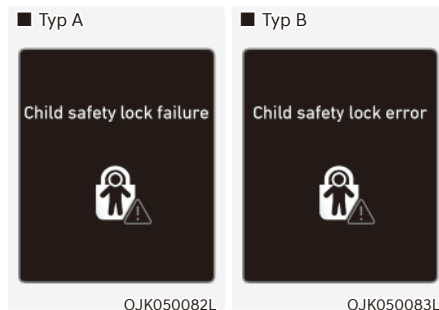 ■ Typ A
Child safety lock failure
OJK050082L
■ Typ B
Child safety lock error
OJK050083L